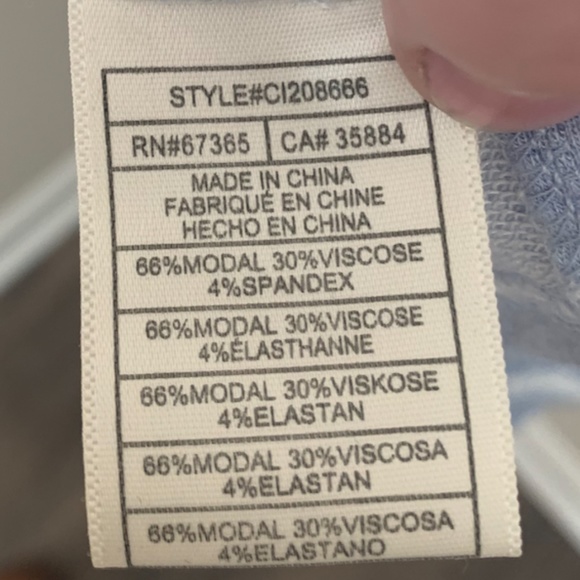 STYLE#CI208666
RN#67365 CA# 35884
MADE IN CHINA
FABRIQUÉ EN CHINE
HECHO EN CHINA
66%MODAL 30%VISCOSE
4%SPANDEX
66%MODAL 30%VISCOSE
4%ÉLASTHANNE
66%MODAL 30%VISKOSE
4%ELASTAN
66%MODAL 30%VISCOSA
4%ELASTAN
66%MODAL 30%VISCOSA
4%ELASTANO